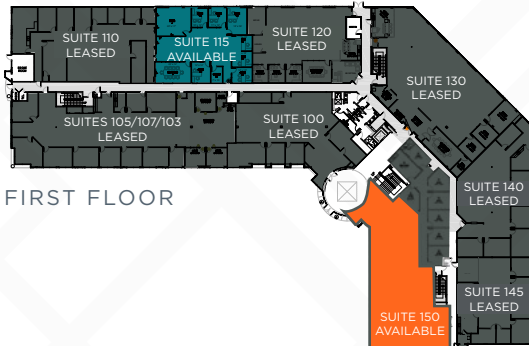 SUITE 110
LEASED
SUITE 115
AVAILABLE
SUITE 120
LEASED
SUITE 130
LEASED
SUITES 105/107/103
LEASED
SUITE 100
LEASED
FIRST FLOOR
SUITE 140
LEASED
SUITE 145
LEASED
SUITE 150
AVAILABLE